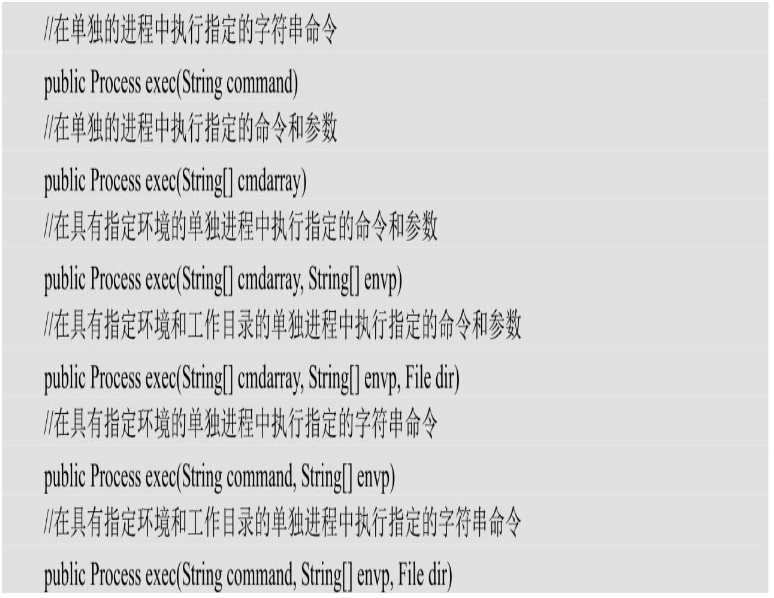 //在单独的进程中执行指定的字符串命令
public Process exec(String command)
//在单独的进程中执行指定的命令和参数
public Process exec(String[] cmdarray)
//在具有指定环境的单独进程中执行指定的命令和参数
public Process exec(String[] cmdarray, String[] envp)
//在具有指定环境和工作目录的单独进程中执行指定的命令和参数
public Process exec(String[] cmdarray, String[] envp, File dir)
//在具有指定环境的单独进程中执行指定的字符串命令
public Process exec(String command, String[] envp)
//在具有指定环境和工作目录的单独进程中执行指定的字符串命令
public Process exec(String command, String[] envp, File dir)